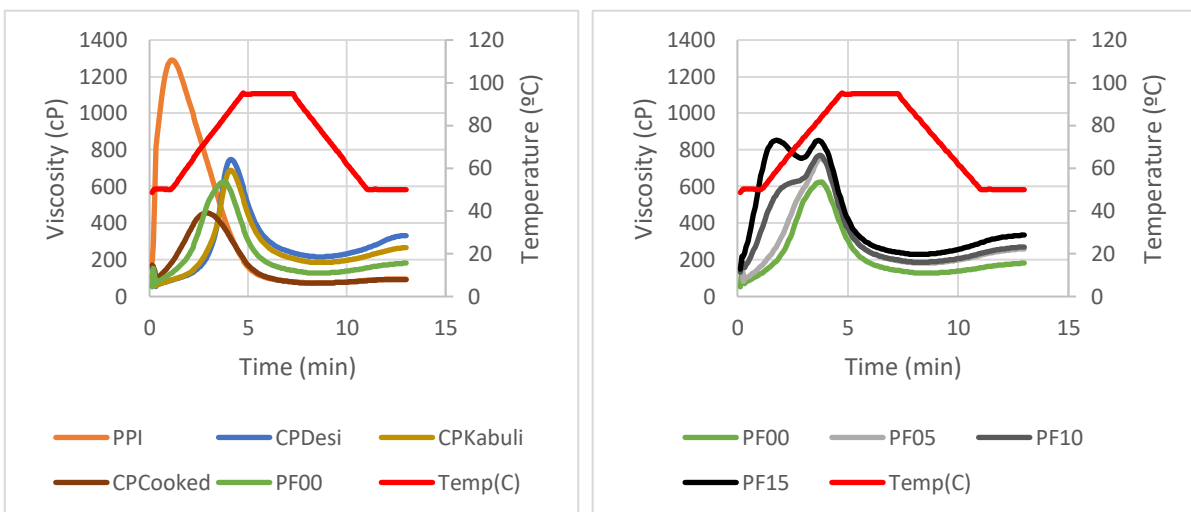 1400
1200
1000
800
600
400
200
0
Viscosity (cP)
120
100
80
60
40
20
0
Temperature (ºC)
0 5 10 15
Time (min)
PPI CPDesi CPKabuli
CPCooked PF00 Temp(C)
1400
1200
1000
800
600
400
200
0
Viscosity (cP)
120
100
80
60
40
20
0
Temperature (ºC)
0 5 10 15
Time (min)
PF00 PF05 PF10
PF15 Temp(C)